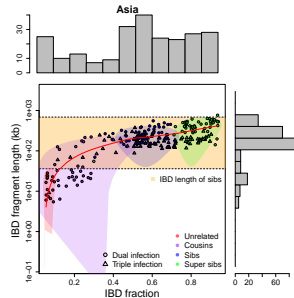 Asia
0 10 30
1e-01 1e+00 1e+01 1e+02 1e+03
IBD fragment length (kb)
IBD length of sibs
Unrelated
Cousins
Dual infection
Sibs
Triple infection
Super sibs
0.2 0.4 0.6 0.8
IBD fraction
0 20 60